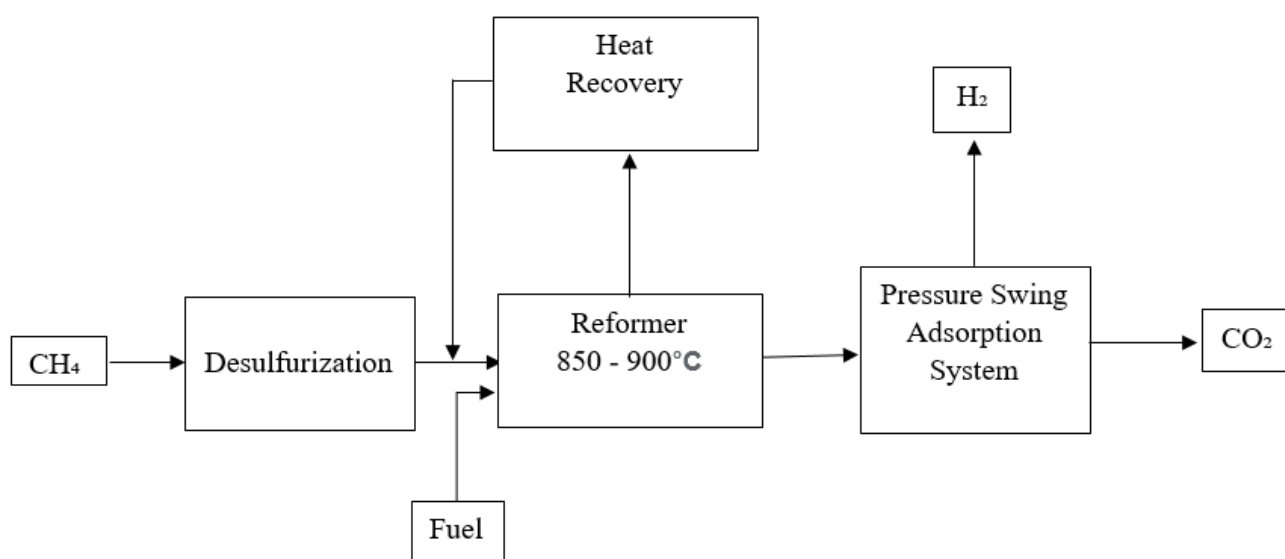 Heat
Recovery
H₂
CH₄
Desulfurization
Reformer
850 - 900°C
Pressure Swing
Adsorption
System
CO₂
Fuel